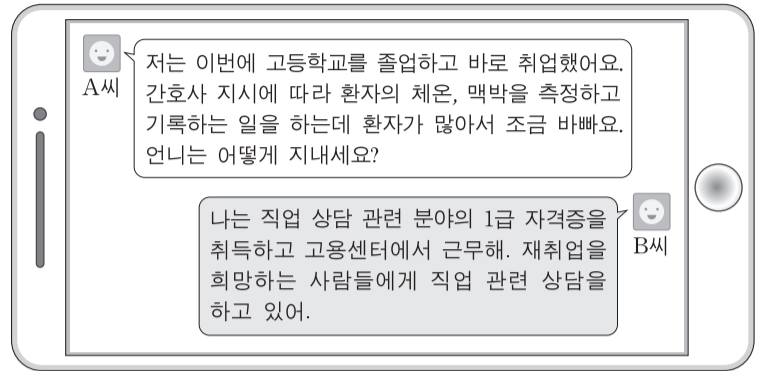 저는 이번에 고등학교를 졸업하고 바로 취업했어요.
간호사 지시에 따라 환자의 체온, 맥박을 측정하고
기록하는 일을 하는데 환자가 많아서 조금 바빠요.
언니는 어떻게 지내세요?
A씨
나는 직업 상담 관련 분야의 1급 자격증을
취득하고 고용센터에서 근무해. 재취업을
희망하는 사람들에게 직업 관련 상담을
하고 있어.
B씨